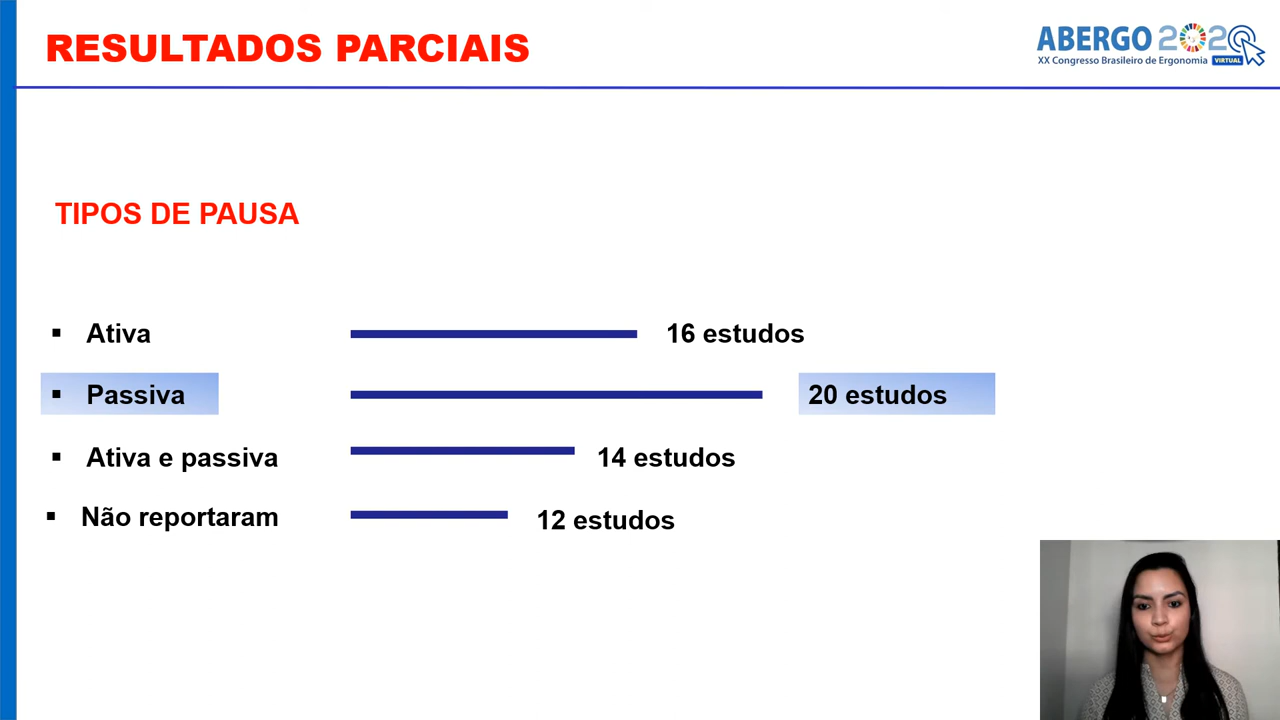 RESULTADOS PARCIAIS
ABERGO 2020
XX Congresso Brasileiro de Ergonomia VIRTUAL
TIPOS DE PAUSA
▪ Ativa 16 estudos
▪ Passiva 20 estudos
▪ Ativa e passiva 14 estudos
▪ Não reportaram 12 estudos